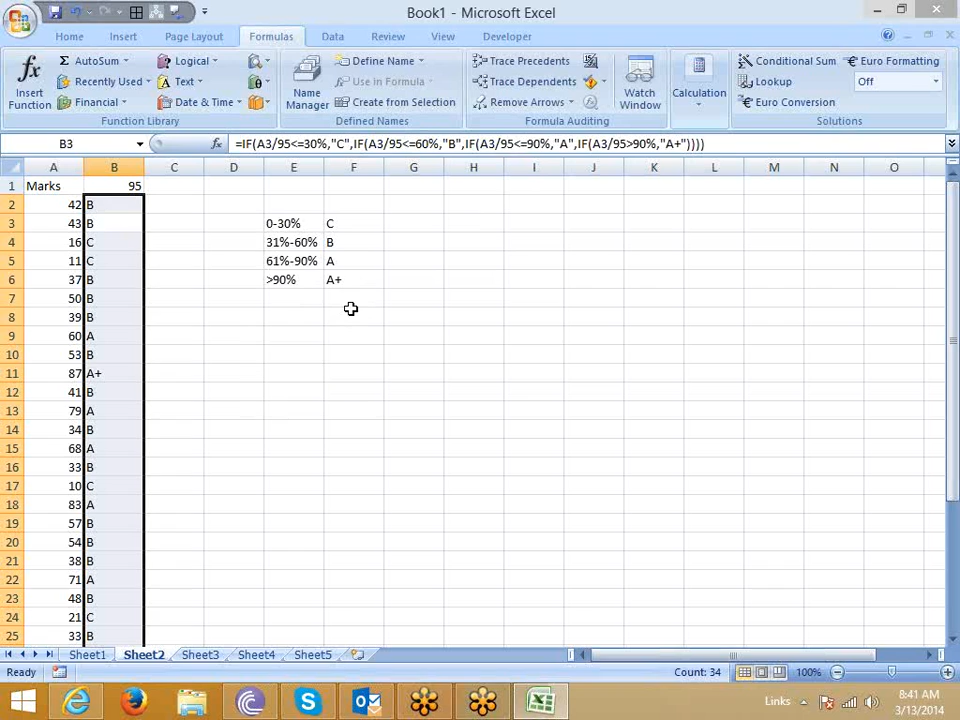 Book1 - Microsoft Excel
Home Insert Page Layout Formulas Data Review View Developer
fx Insert Function
Σ AutoSum
Recently Used
Financial
Logical
Text
Date & Time
Function Library
Name Manager
Define Name
Use in Formula
Create from Selection
Defined Names
Trace Precedents
Trace Dependents
Remove Arrows
Formula Auditing
Watch Window
Calculation
Conditional Sum
Lookup
Euro Conversion
Euro Formatting
Off
Solutions
B3 fx =IF(A3/95<=30%,"C",IF(A3/95<=60%,"B",IF(A3/95<=90%,"A",IF(A3/95>90%,"A+"))))
A B C D E F G H I J K L M N O
1 Marks 95
2 42 B
3 43 B 0-30% C
4 16 C 31%-60% B
5 11 C 61%-90% A
6 37 B >90% A+
7 50 B
8 39 B
9 60 A
10 53 B
11 87 A+
12 41 B
13 79 A
14 34 B
15 68 A
16 33 B
17 10 C
18 83 A
19 57 B
20 54 B
21 38 B
22 71 A
23 48 B
24 21 C
25 33 B
Sheet1 Sheet2 Sheet3 Sheet4 Sheet5
Ready Count: 34 100%
Links 8:41 AM
3/13/2014